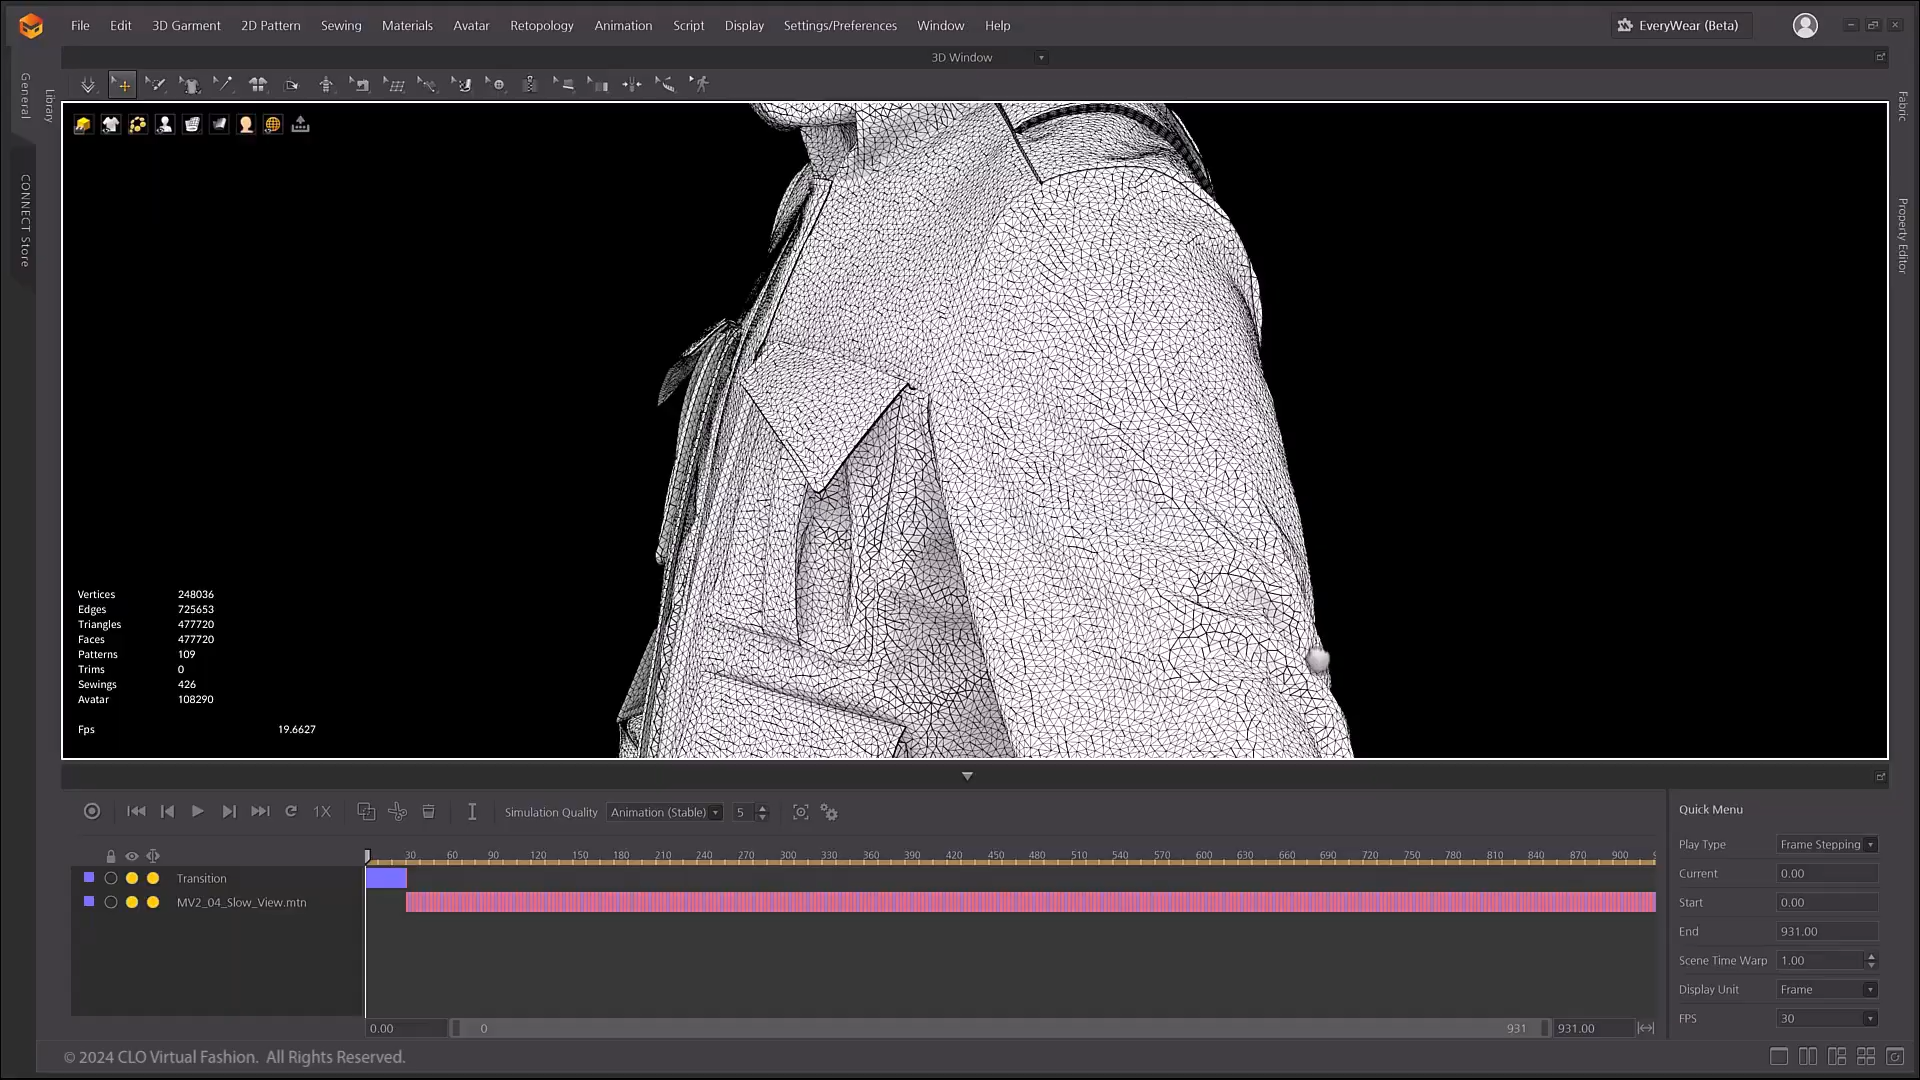 File Edit 3D Garment 2D Pattern Sewing Materials Avatar Retopology Animation Script Display Settings/Preferences Window Help EveryWear (Beta)
3D Window
General
Library
CONNECT Store
Fabric
Property Editor
Vertices 248036
Edges 725653
Triangles 477720
Faces 477720
Patterns 109
Trims 0
Sewings 426
Avatar 108290
Fps 19.6627
1X Simulation Quality Animation (Stable) 5
30 60 90 120 150 180 210 240 270 300 330 360 390 420 450 480 510 540 570 600 630 660 690 720 750 780 810 840 870 900 9
Transition
MV2_04_Slow_View.mtn
0.00 0 931 931.00
Quick Menu
Play Type Frame Stepping
Current 0.00
Start 0.00
End 931.00
Scene Time Warp 1.00
Display Unit Frame
FPS 30
© 2024 CLO Virtual Fashion. All Rights Reserved.